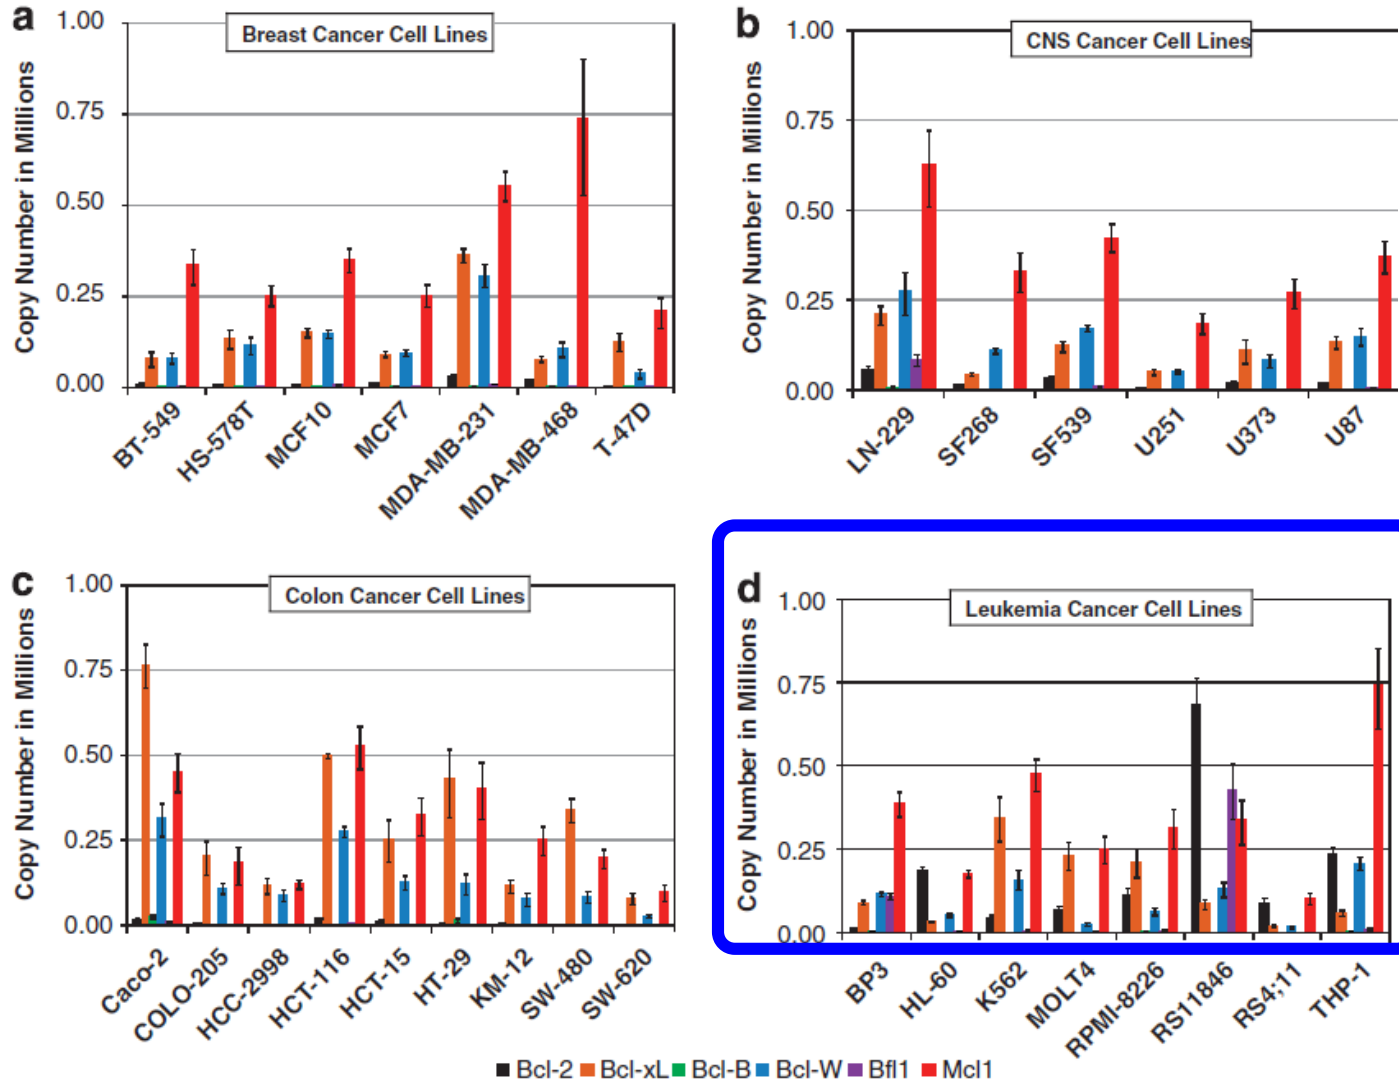 a
Breast Cancer Cell Lines
Copy Number in Millions
1.00
0.75
0.50
0.25
0.00
BT-549
HS-578T
MCF10
MCF7
MDA-MB-231
MDA-MB-468
T-47D
b
CNS Cancer Cell Lines
Copy Number in Millions
1.00
0.75
0.50
0.25
0.00
LN-229
SF268
SF539
U251
U373
U87
c
Colon Cancer Cell Lines
Copy Number in Millions
1.00
0.75
0.50
0.25
0.00
Caco-2
COLO-205
HCC-2998
HCT-116
HCT-15
HT-29
KM-12
SW-480
SW-620
d
Leukemia Cancer Cell Lines
Copy Number in Millions
1.00
0.75
0.50
0.25
0.00
BP3
HL-60
K562
MOLT4
RPMI-8226
RS11846
RS4;11
THP-1
Bcl-2 Bcl-xL Bcl-B Bcl-W Bfl1 Mcl1